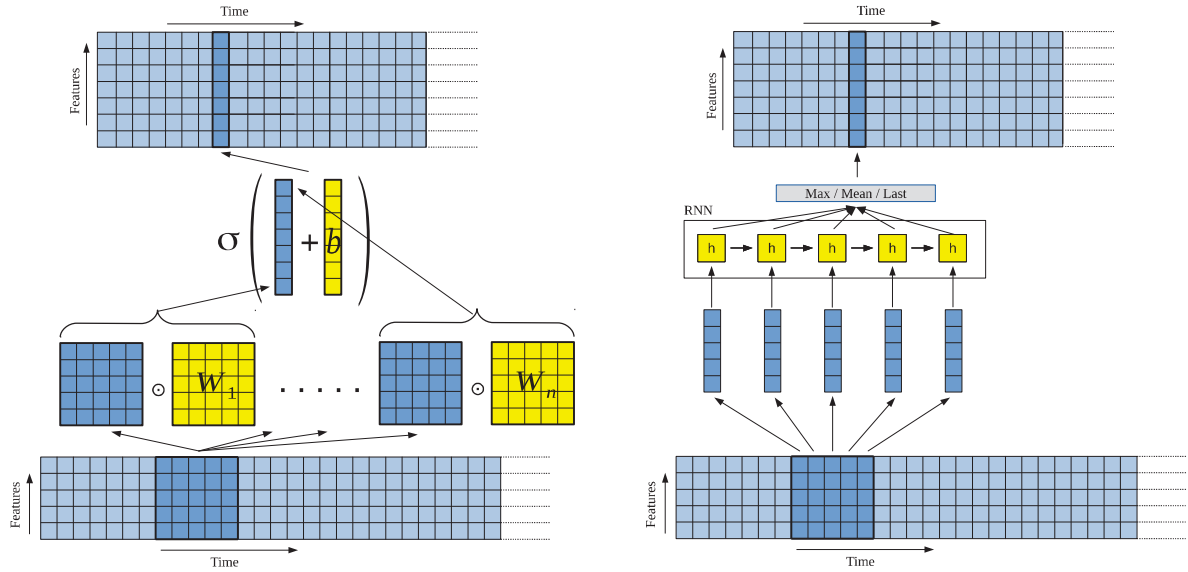 Time
Features
σ ( + b )
⊙ W1 . . . . . ⊙ Wn
Features
Time
Time
Features
Max / Mean / Last
RNN
h h h h h
Features
Time